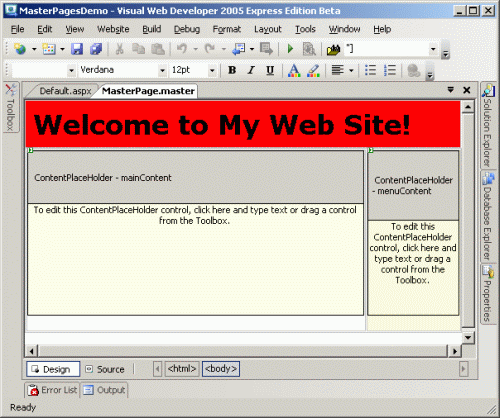 MasterPagesDemo - Visual Web Developer 2005 Express Edition Beta
File Edit View Website Build Debug Format Layout Tools Window Help
"]
Verdana 12pt B I U A
Default.aspx MasterPage.master
Toolbox
Welcome to My Web Site!
ContentPlaceHolder - mainContent
To edit this ContentPlaceHolder control, click here and type text or drag a control
from the Toolbox.
ContentPlaceHolder
- menuContent
To edit this
ContentPlaceHolder
control, click here and
type text or drag a
control from the
Toolbox.
Solution Explorer
Database Explorer
Properties
Design Source <html> <body>
Error List Output
Ready